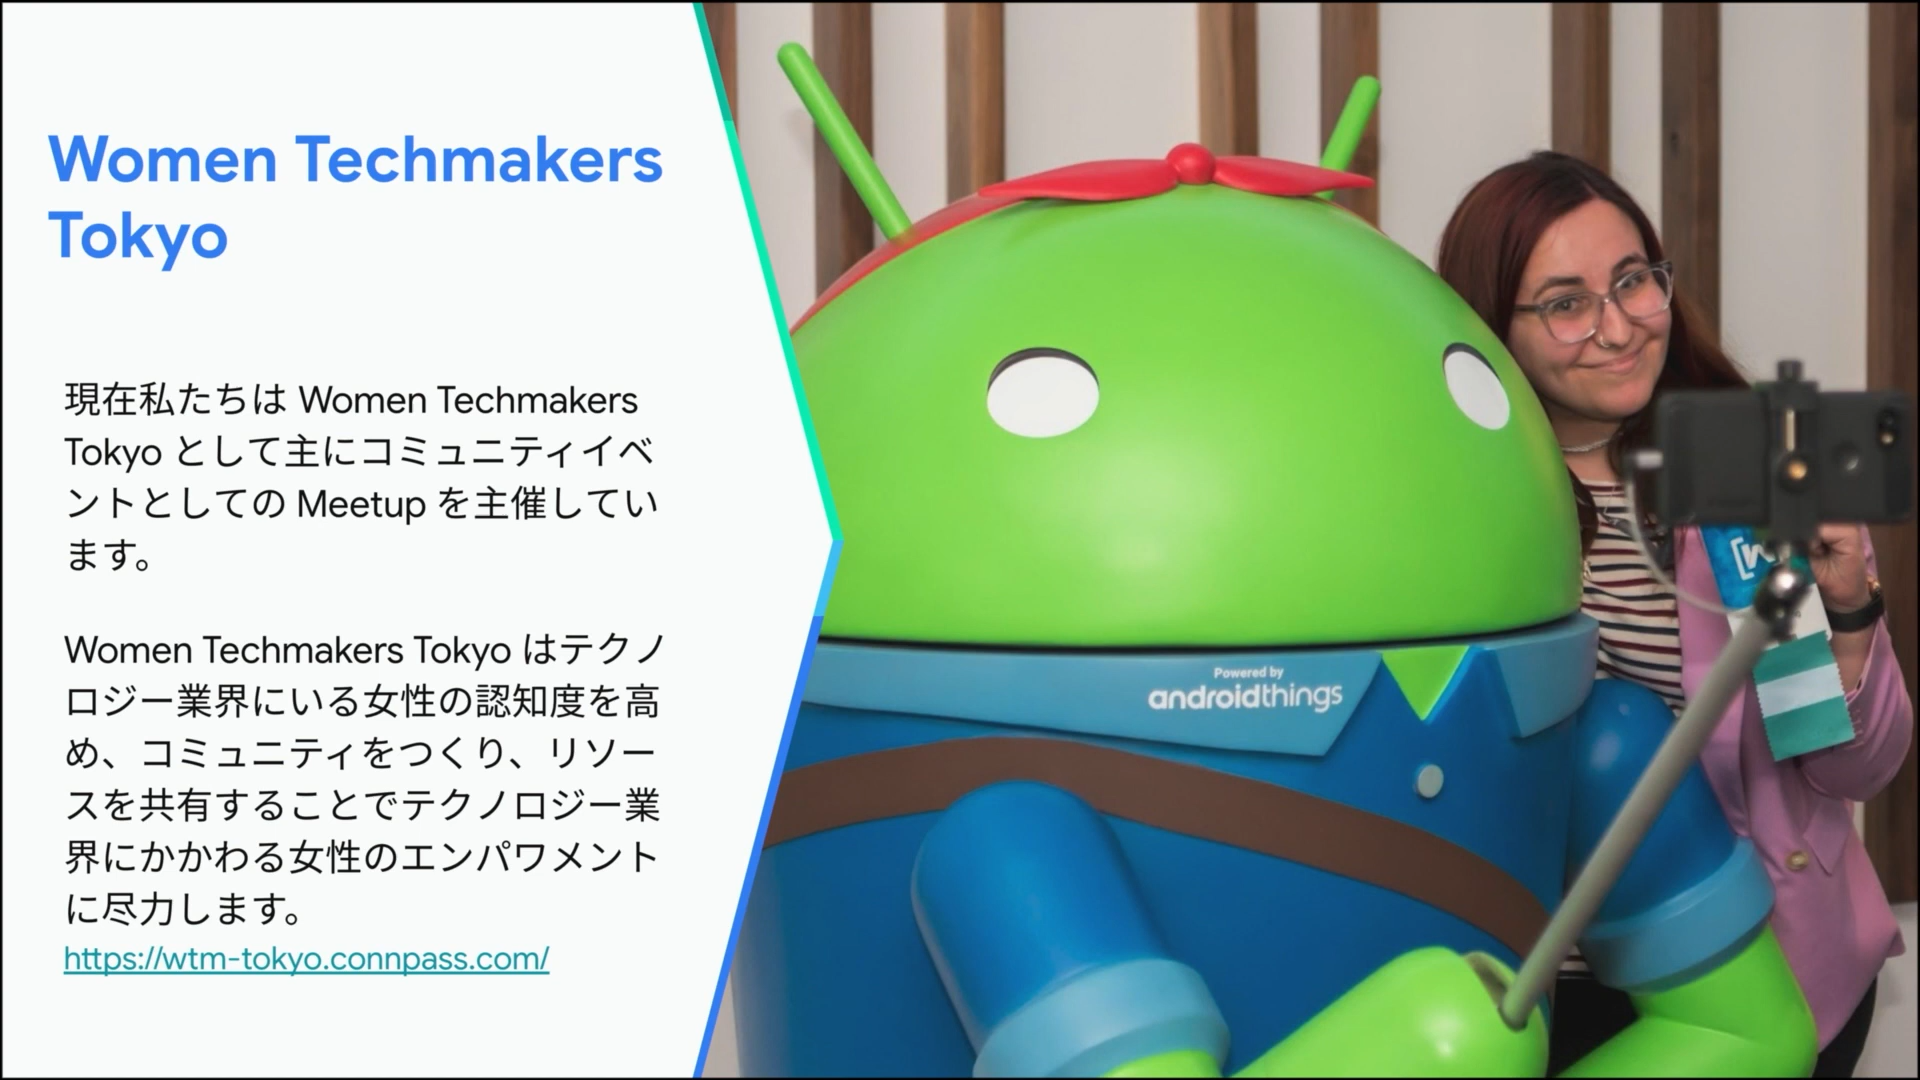 Women Techmakers
Tokyo
現在私たちは Women Techmakers
Tokyo として主にコミュニティイベ
ントとしての Meetup を主催してい
ます。
Women Techmakers Tokyo はテクノ
ロジー業界にいる女性の認知度を高
め、コミュニティをつくり、リソー
スを共有することでテクノロジー業
界にかかわる女性のエンパワメント
に尽力します。
https://wtm-tokyo.connpass.com/
Powered by
androidthings